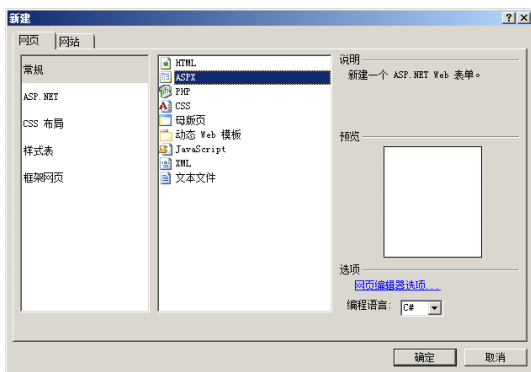 新建
网页
网站
常规
ASP.NET
CSS 布局
样式表
框架网页
HTML
ASPX
PHP
CSS
母版页
动态 Web 模板
JavaScript
XML
文本文件
说明
新建一个 ASP.NET Web 表单。
预览
选项
网页编辑器选项...
编程语言: C#
确定
取消